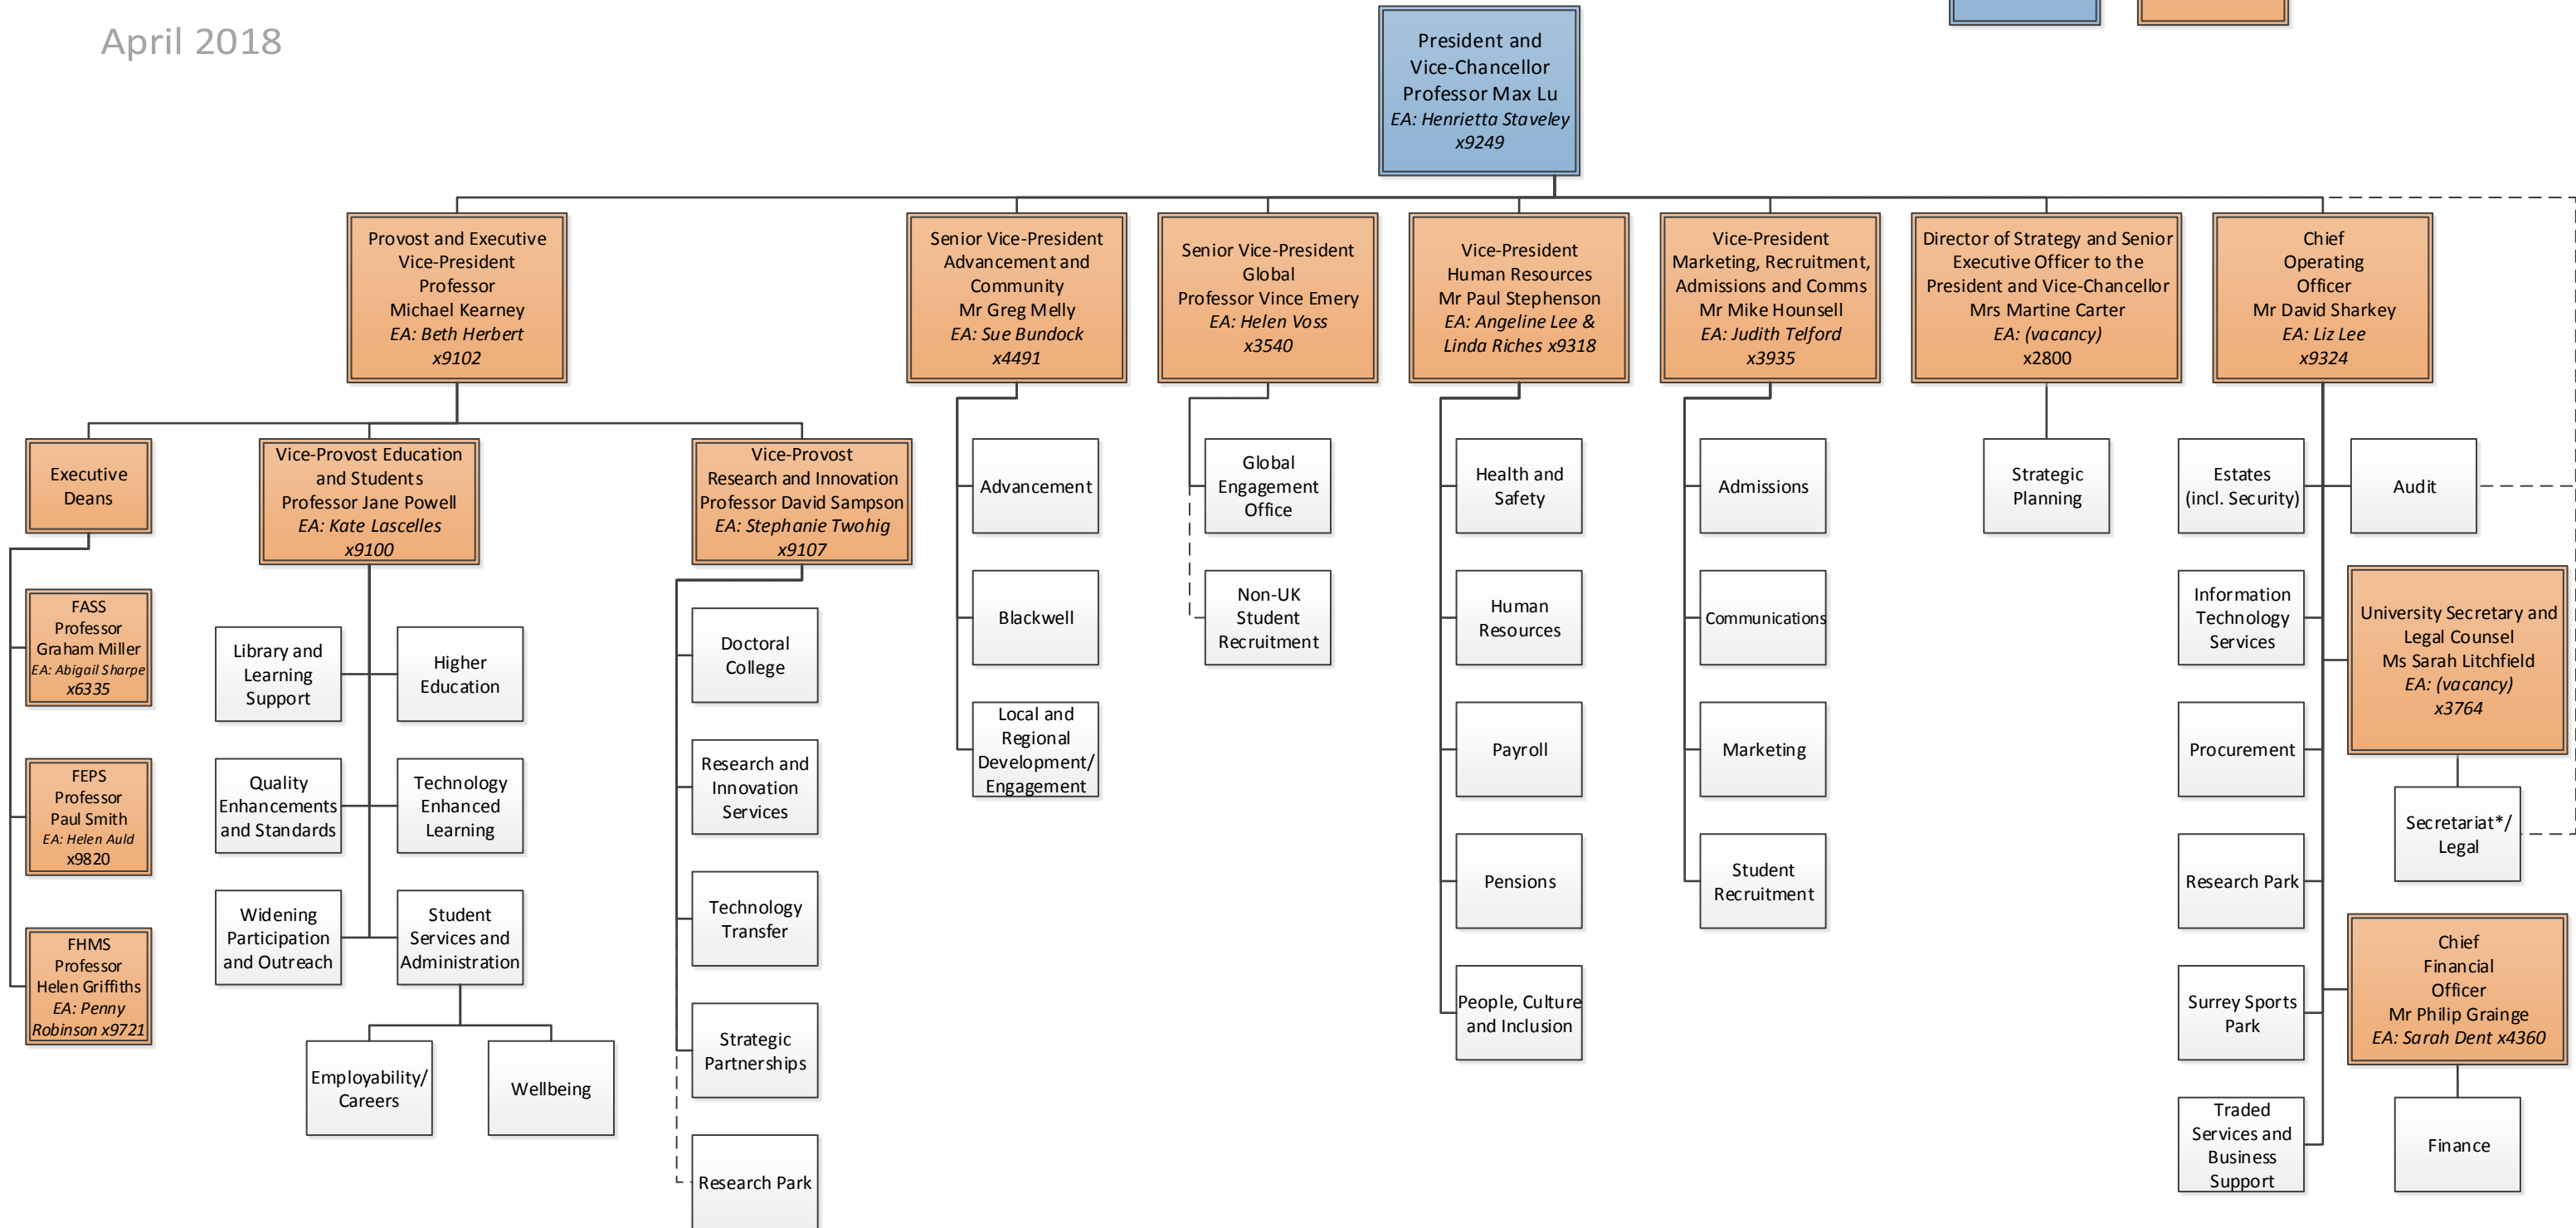 April 2018
President and
Vice-Chancellor
Professor Max Lu
EA: Henrietta Staveley
x9249
Provost and Executive
Vice-President
Professor
Michael Kearney
EA: Beth Herbert
x9102
Senior Vice-President
Advancement and
Community
Mr Greg Melly
EA: Sue Bundock
x4491
Senior Vice-President
Global
Professor Vince Emery
EA: Helen Voss
x3540
Vice-President
Human Resources
Mr Paul Stephenson
EA: Angeline Lee &
Linda Riches x9318
Vice-President
Marketing, Recruitment,
Admissions and Comms
Mr Mike Hounsell
EA: Judith Telford
x3935
Director of Strategy and Senior
Executive Officer to the
President and Vice-Chancellor
Mrs Martine Carter
EA: (vacancy)
x2800
Chief
Operating
Officer
Mr David Sharkey
EA: Liz Lee
x9324
Executive
Deans
FASS
Professor
Graham Miller
EA: Abigail Sharpe
x6335
FEPS
Professor
Paul Smith
EA: Helen Auld
x9820
FHMS
Professor
Helen Griffiths
EA: Penny
Robinson x9721
Vice-Provost Education
and Students
Professor Jane Powell
EA: Kate Lascelles
x9100
Library and
Learning
Support
Higher
Education
Quality
Enhancements
and Standards
Technology
Enhanced
Learning
Widening
Participation
and Outreach
Student
Services and
Administration
Employability/
Careers
Wellbeing
Vice-Provost
Research and Innovation
Professor David Sampson
EA: Stephanie Twohig
x9107
Doctoral
College
Research and
Innovation
Services
Technology
Transfer
Strategic
Partnerships
Research Park
Advancement
Blackwell
Local and
Regional
Development/
Engagement
Global
Engagement
Office
Non-UK
Student
Recruitment
Health and
Safety
Human
Resources
Payroll
Pensions
People, Culture
and Inclusion
Admissions
Communications
Marketing
Student
Recruitment
Strategic
Planning
Estates
(incl. Security)
Audit
Information
Technology
Services
University Secretary and
Legal Counsel
Ms Sarah Litchfield
EA: (vacancy)
x3764
Procurement
Secretariat*/
Legal
Research Park
Chief
Financial
Officer
Mr Philip Grainge
EA: Sarah Dent x4360
Surrey Sports
Park
Traded
Services and
Business
Support
Finance